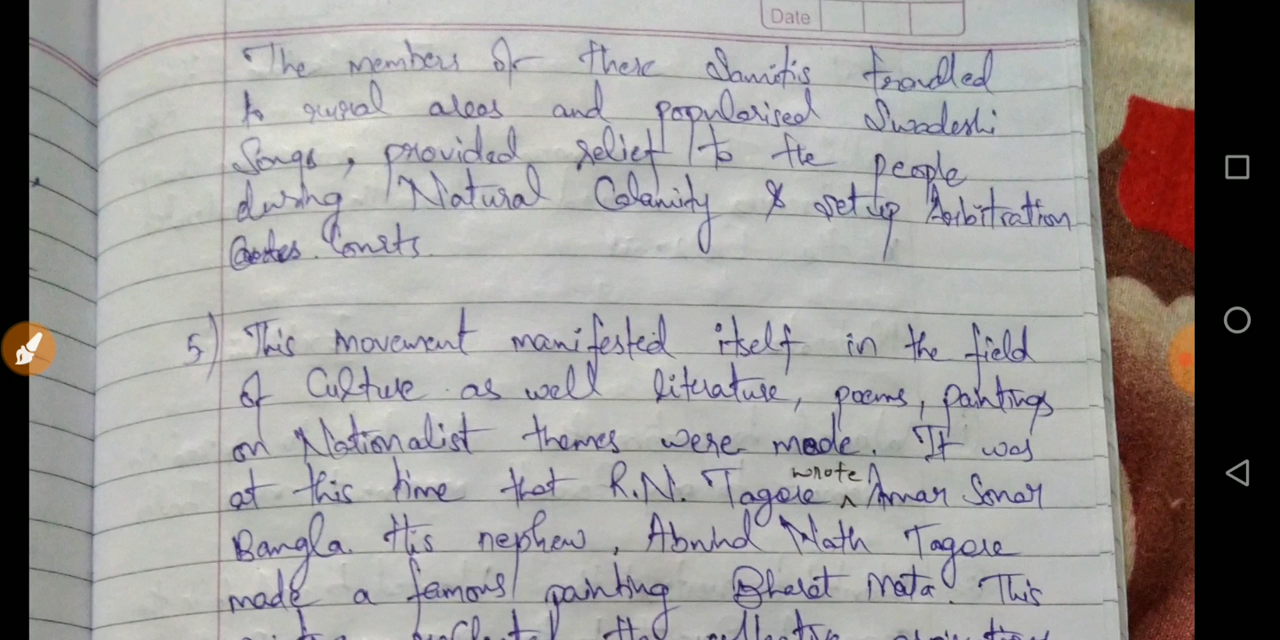 Date
The members of these Samitis travelled
to rural areas and popularised Swadeshi
Songs, provided relief to the people
during Natural Calamity & set up Arbitration
Courts.
5) This movement manifested itself in the field
of Culture as well literature, poems, paintings
on Nationalist themes were made. It was
at this time that R.N. Tagore wrote Amar Sonar
Bangla. His nephew, Abnind Nath Tagore
made a famous painting Bharat Mata. This